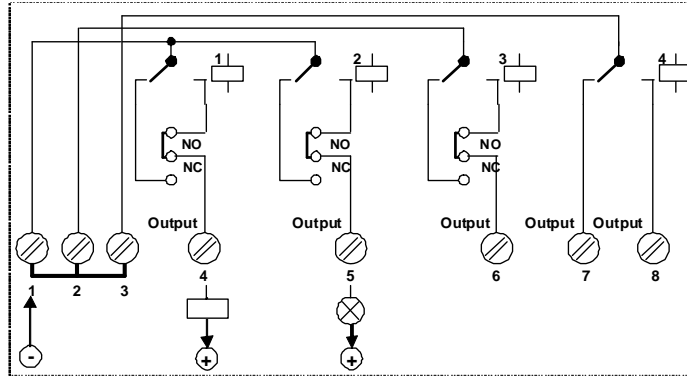 1 2 3 4
NO NO NO
NC NC NC
Output Output Output Output Output
1 2 3 4 5 6 7 8
- + +